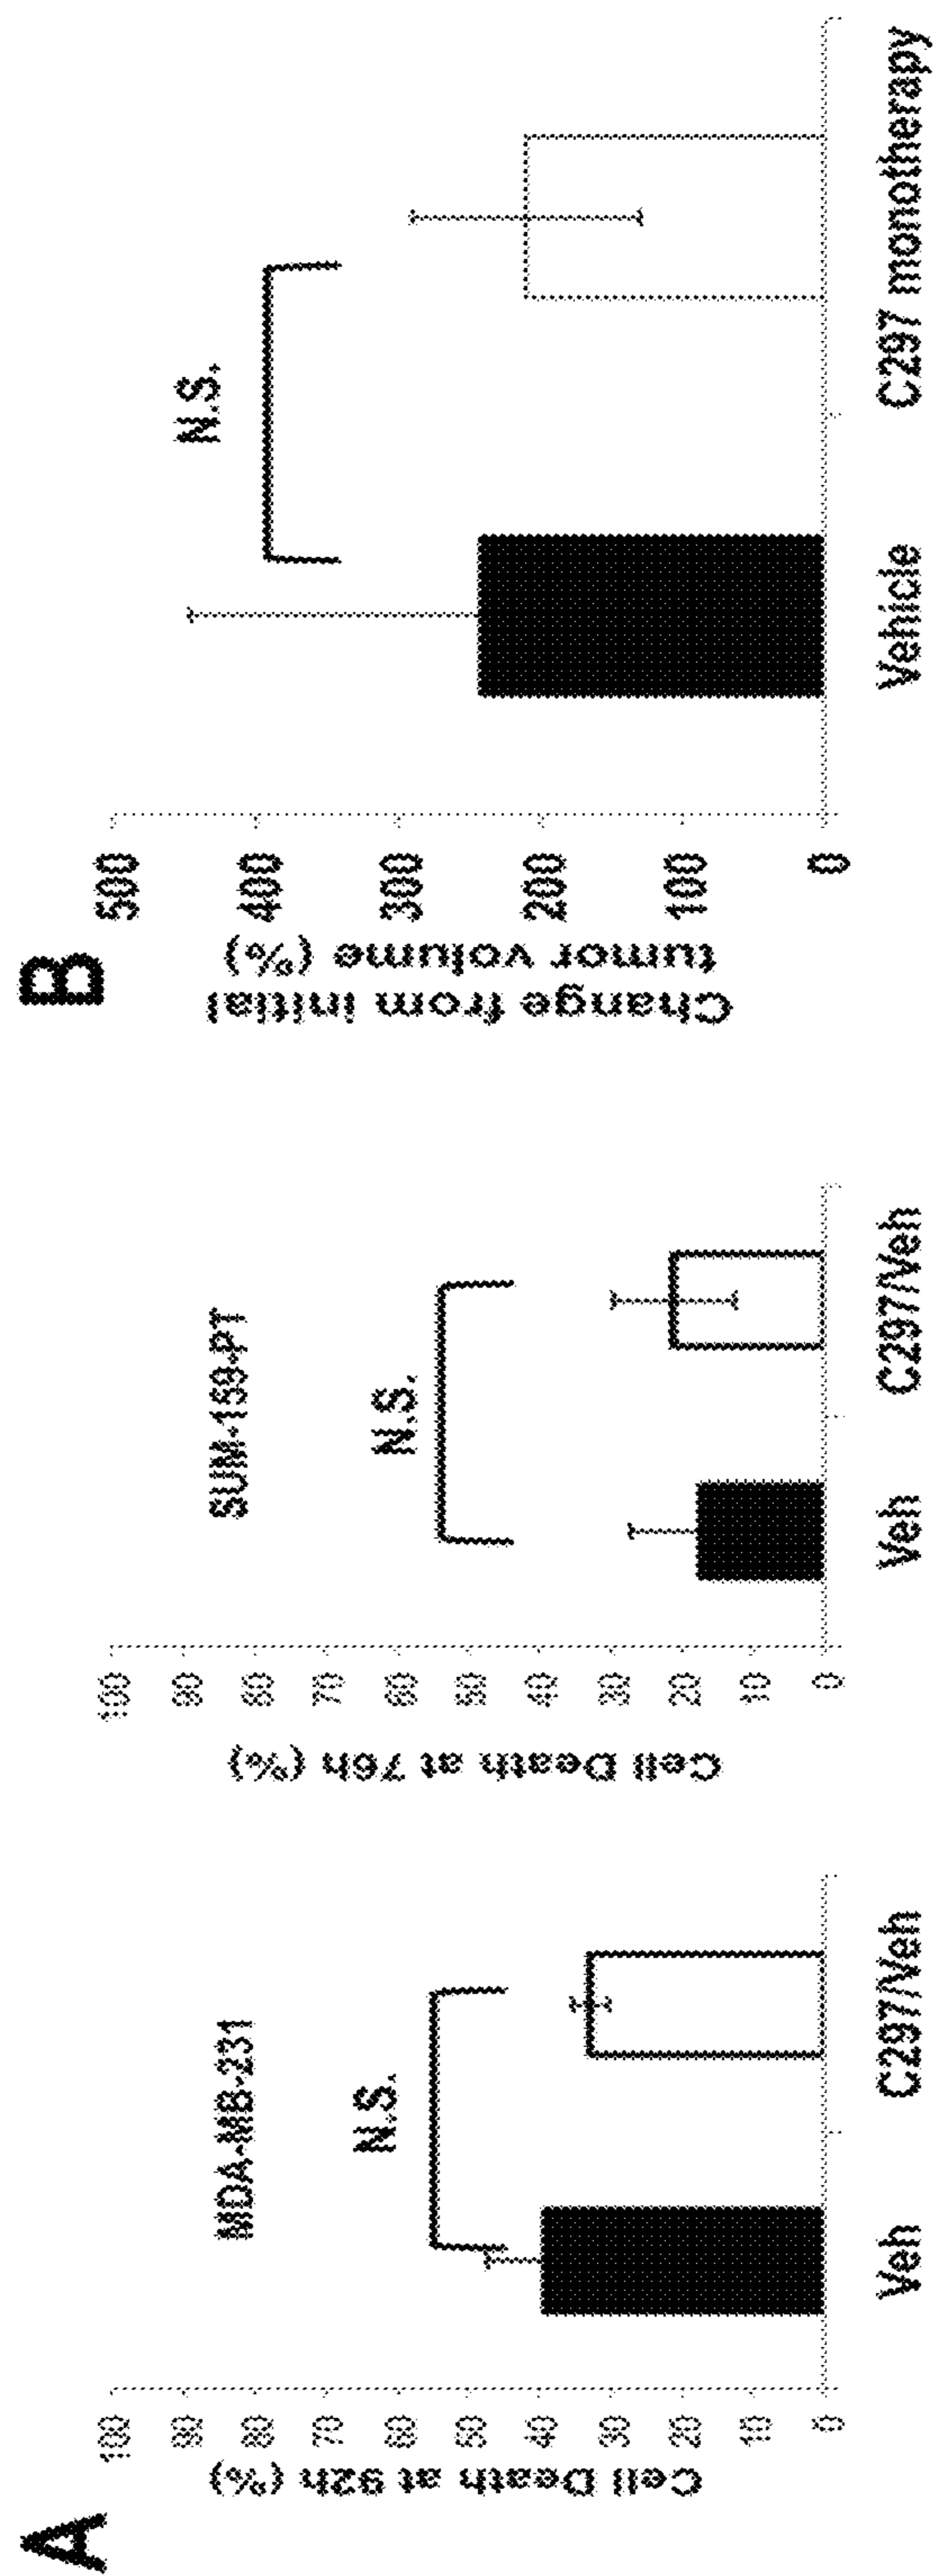 A
MDA-MB-231
N.S.
Cell Death at 92h (%)
100
90
80
70
60
50
40
30
20
10
0
Veh
C297/Veh
SUM-159-PT
N.S.
Cell Death at 76h (%)
100
90
80
70
60
50
40
30
20
10
0
Veh
C297/Veh
B
N.S.
Change from initial
tumor volume (%)
500
400
300
200
100
0
Vehicle
C297 monotherapy